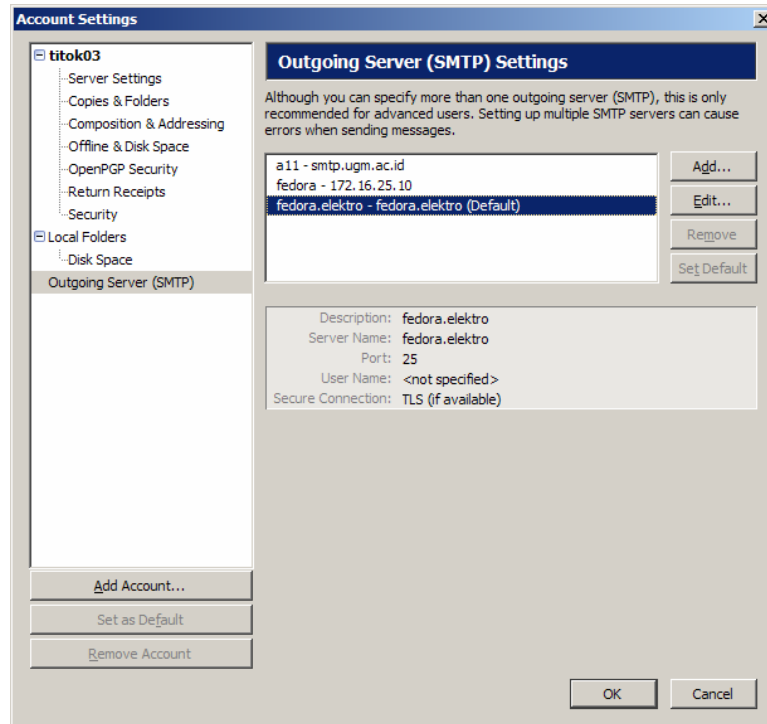 Account Settings
titok03
Server Settings
Copies & Folders
Composition & Addressing
Offline & Disk Space
OpenPGP Security
Return Receipts
Security
Local Folders
Disk Space
Outgoing Server (SMTP)
Add Account...
Set as Default
Remove Account
Outgoing Server (SMTP) Settings
Although you can specify more than one outgoing server (SMTP), this is only
recommended for advanced users. Setting up multiple SMTP servers can cause
errors when sending messages.
a11 - smtp.ugm.ac.id
fedora - 172.16.25.10
fedora.elektro - fedora.elektro (Default)
Add...
Edit...
Remove
Set Default
Description: fedora.elektro
Server Name: fedora.elektro
Port: 25
User Name: <not specified>
Secure Connection: TLS (if available)
OK
Cancel